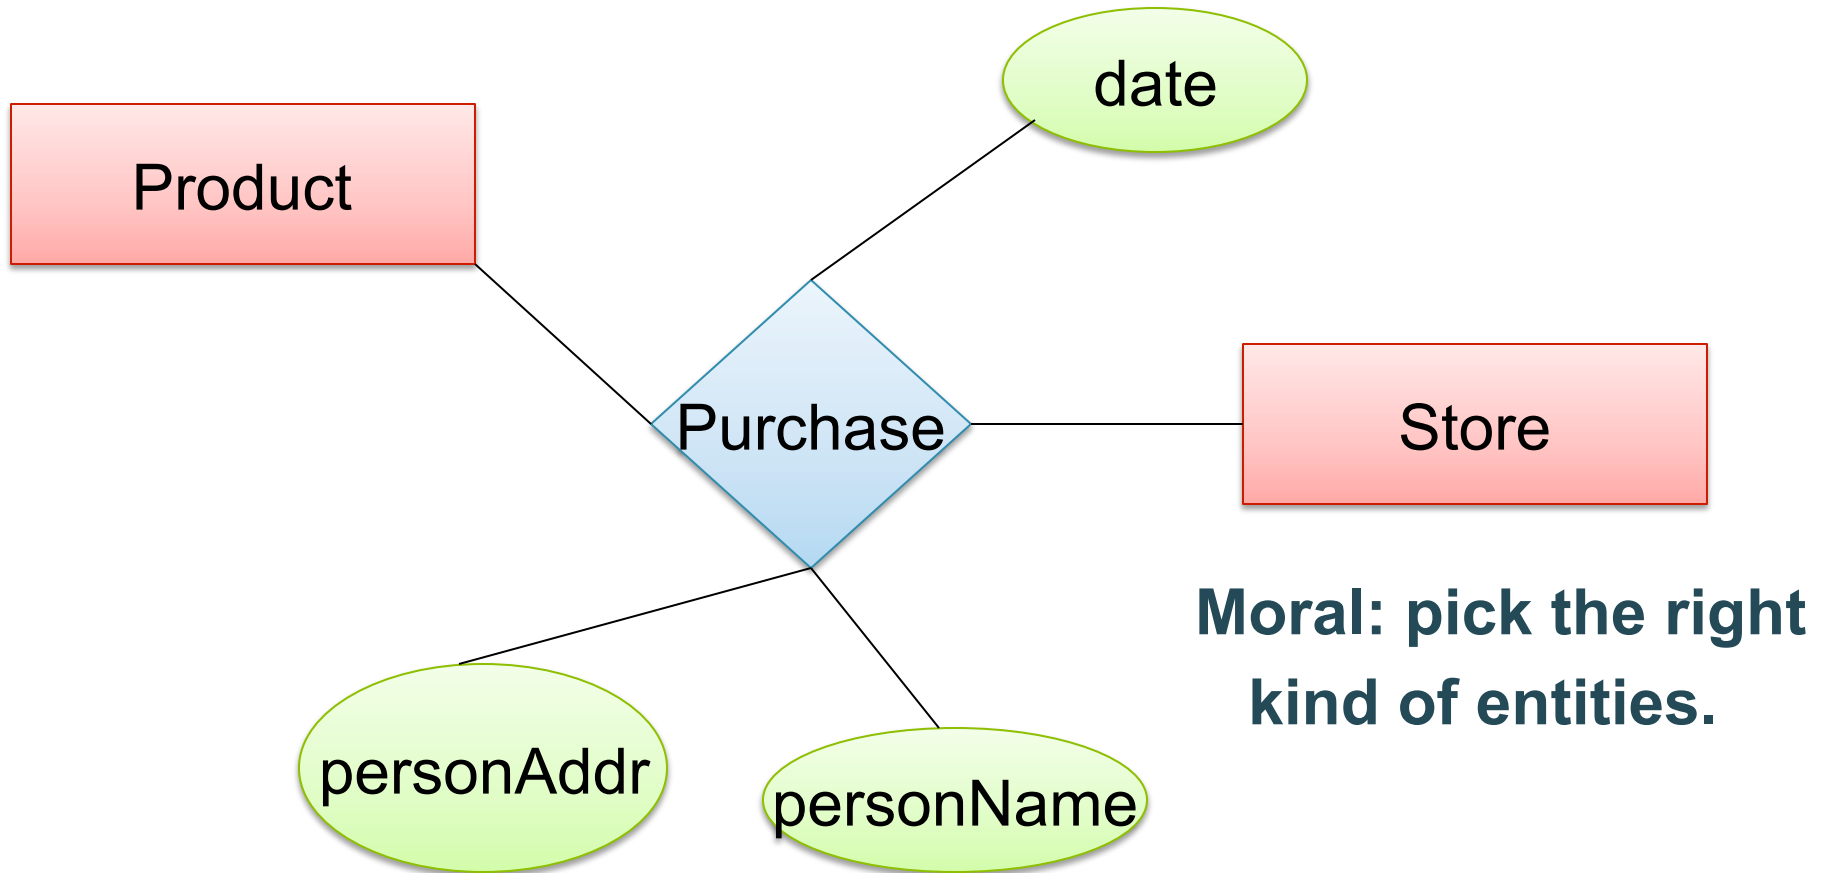 date
Product
Purchase
Store
Moral: pick the right
kind of entities.
personAddr
personName